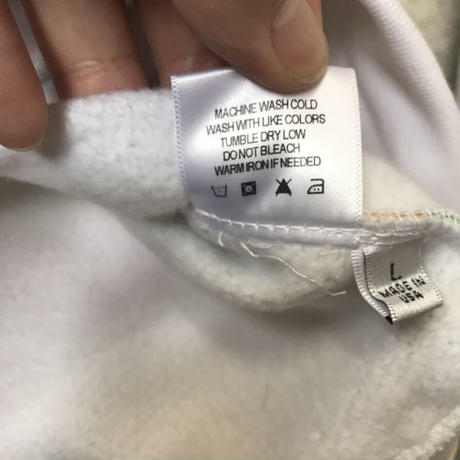 MACHINE WASH COLD
WASH WITH LIKE COLORS
TUMBLE DRY LOW
DO NOT BLEACH
WARM IRON IF NEEDED
L
MADE IN
USA